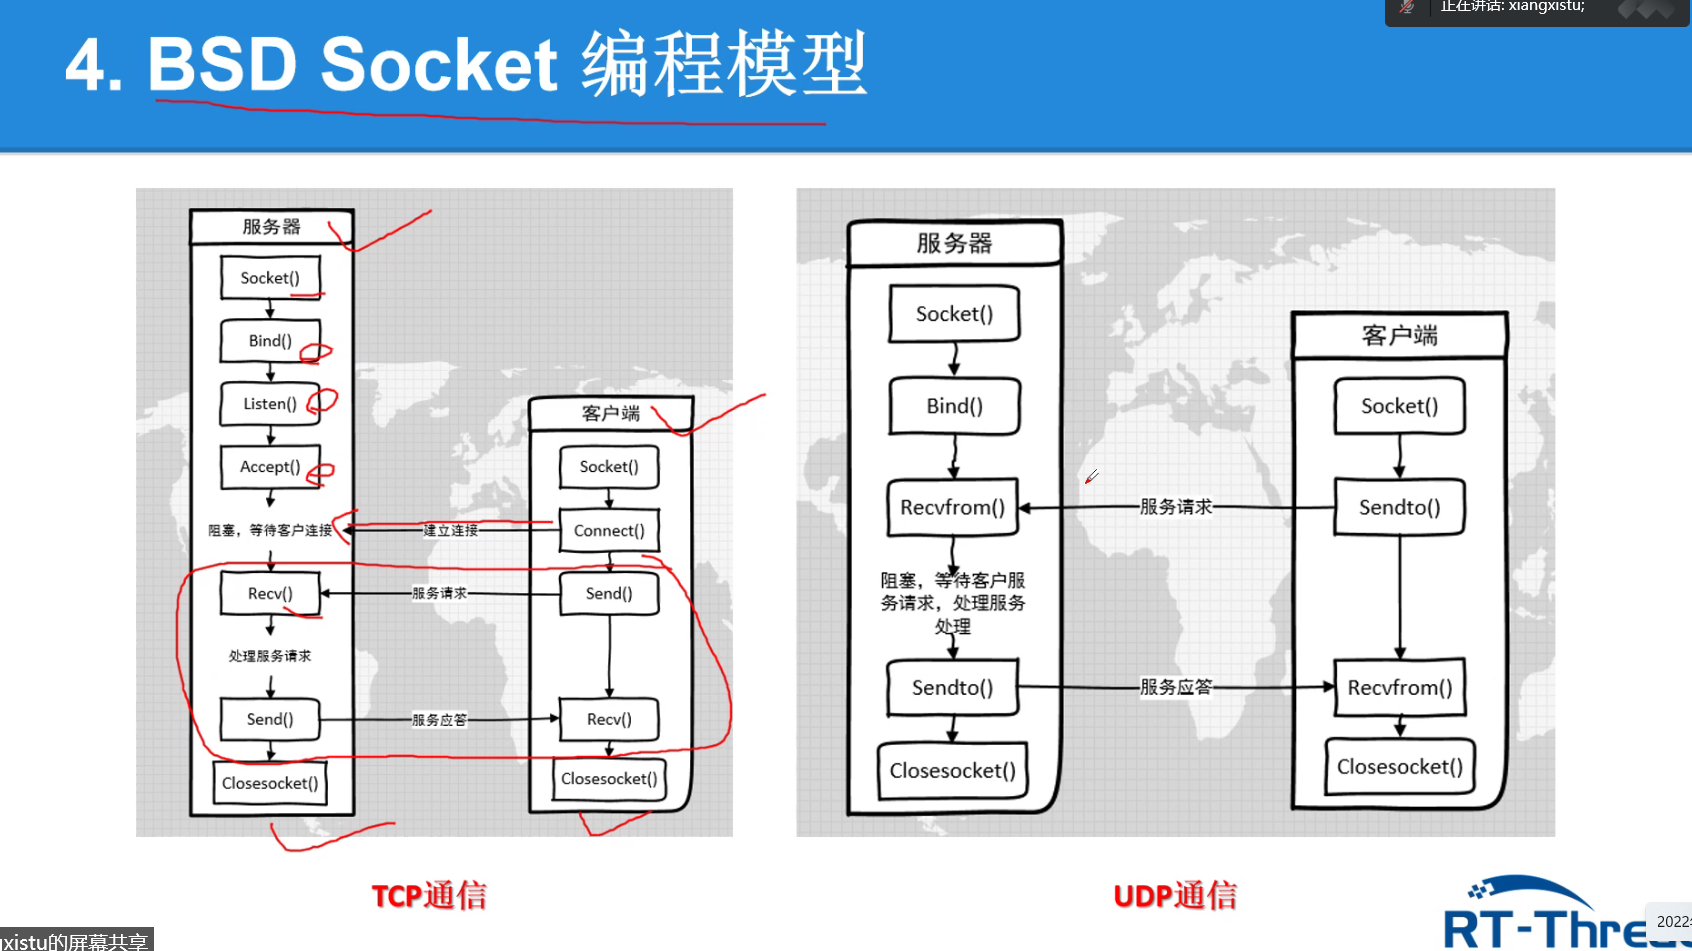 正在讲话: xiangxistu;
4. BSD Socket 编程模型
服务器
Socket()
Bind()
Listen()
Accept()
阻塞，等待客户连接
Recv()
处理服务请求
Send()
Closesocket()
建立连接
服务请求
服务应答
客户端
Socket()
Connect()
Send()
Recv()
Closesocket()
TCP通信
服务器
Socket()
Bind()
Recvfrom()
阻塞，等待客户服
务请求，处理服务
处理
Sendto()
Closesocket()
服务请求
服务应答
客户端
Socket()
Sendto()
Recvfrom()
Closesocket()
UDP通信
RT-Thre
2022
gxistu的屏幕共享